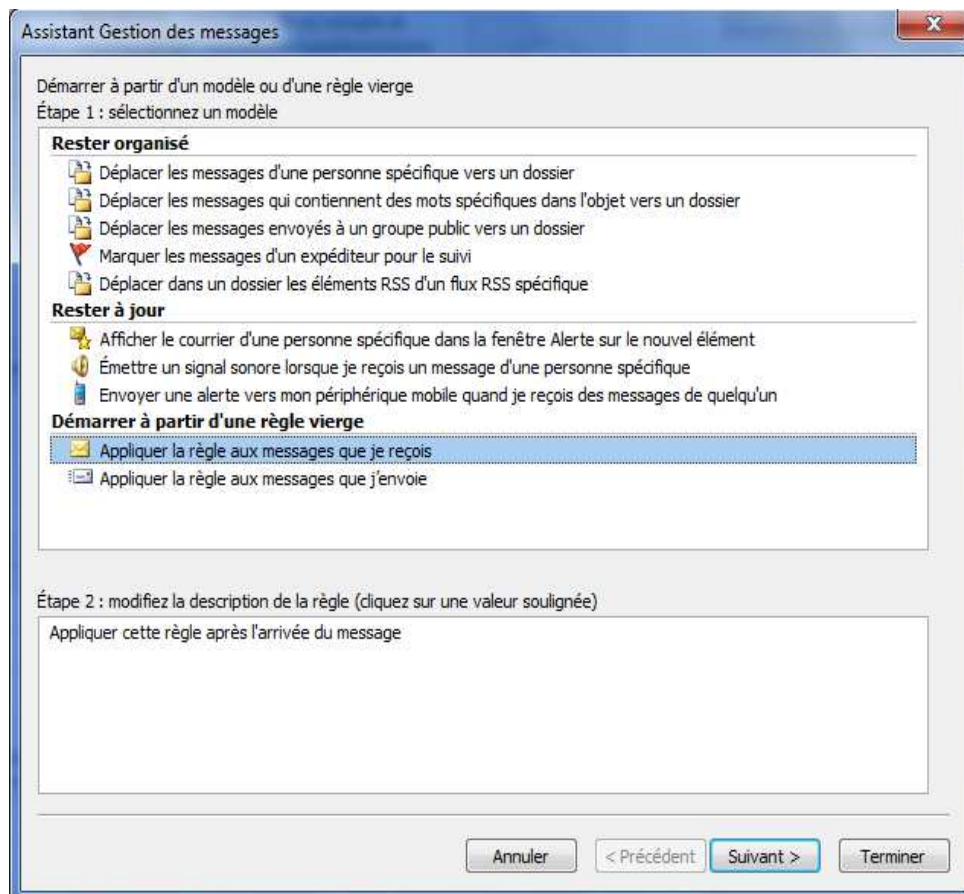 Assistant Gestion des messages
Démarrer à partir d'un modèle ou d'une règle vierge
Étape 1 : sélectionnez un modèle
Rester organisé
Déplacer les messages d'une personne spécifique vers un dossier
Déplacer les messages qui contiennent des mots spécifiques dans l'objet vers un dossier
Déplacer les messages envoyés à un groupe public vers un dossier
Marquer les messages d'un expéditeur pour le suivi
Déplacer dans un dossier les éléments RSS d'un flux RSS spécifique
Rester à jour
Afficher le courrier d'une personne spécifique dans la fenêtre Alerte sur le nouvel élément
Émettre un signal sonore lorsque je reçois un message d'une personne spécifique
Envoyer une alerte vers mon périphérique mobile quand je reçois des messages de quelqu'un
Démarrer à partir d'une règle vierge
Appliquer la règle aux messages que je reçois
Appliquer la règle aux messages que j'envoie
Étape 2 : modifiez la description de la règle (cliquez sur une valeur soulignée)
Appliquer cette règle après l'arrivée du message
Annuler < Précédent Suivant > Terminer